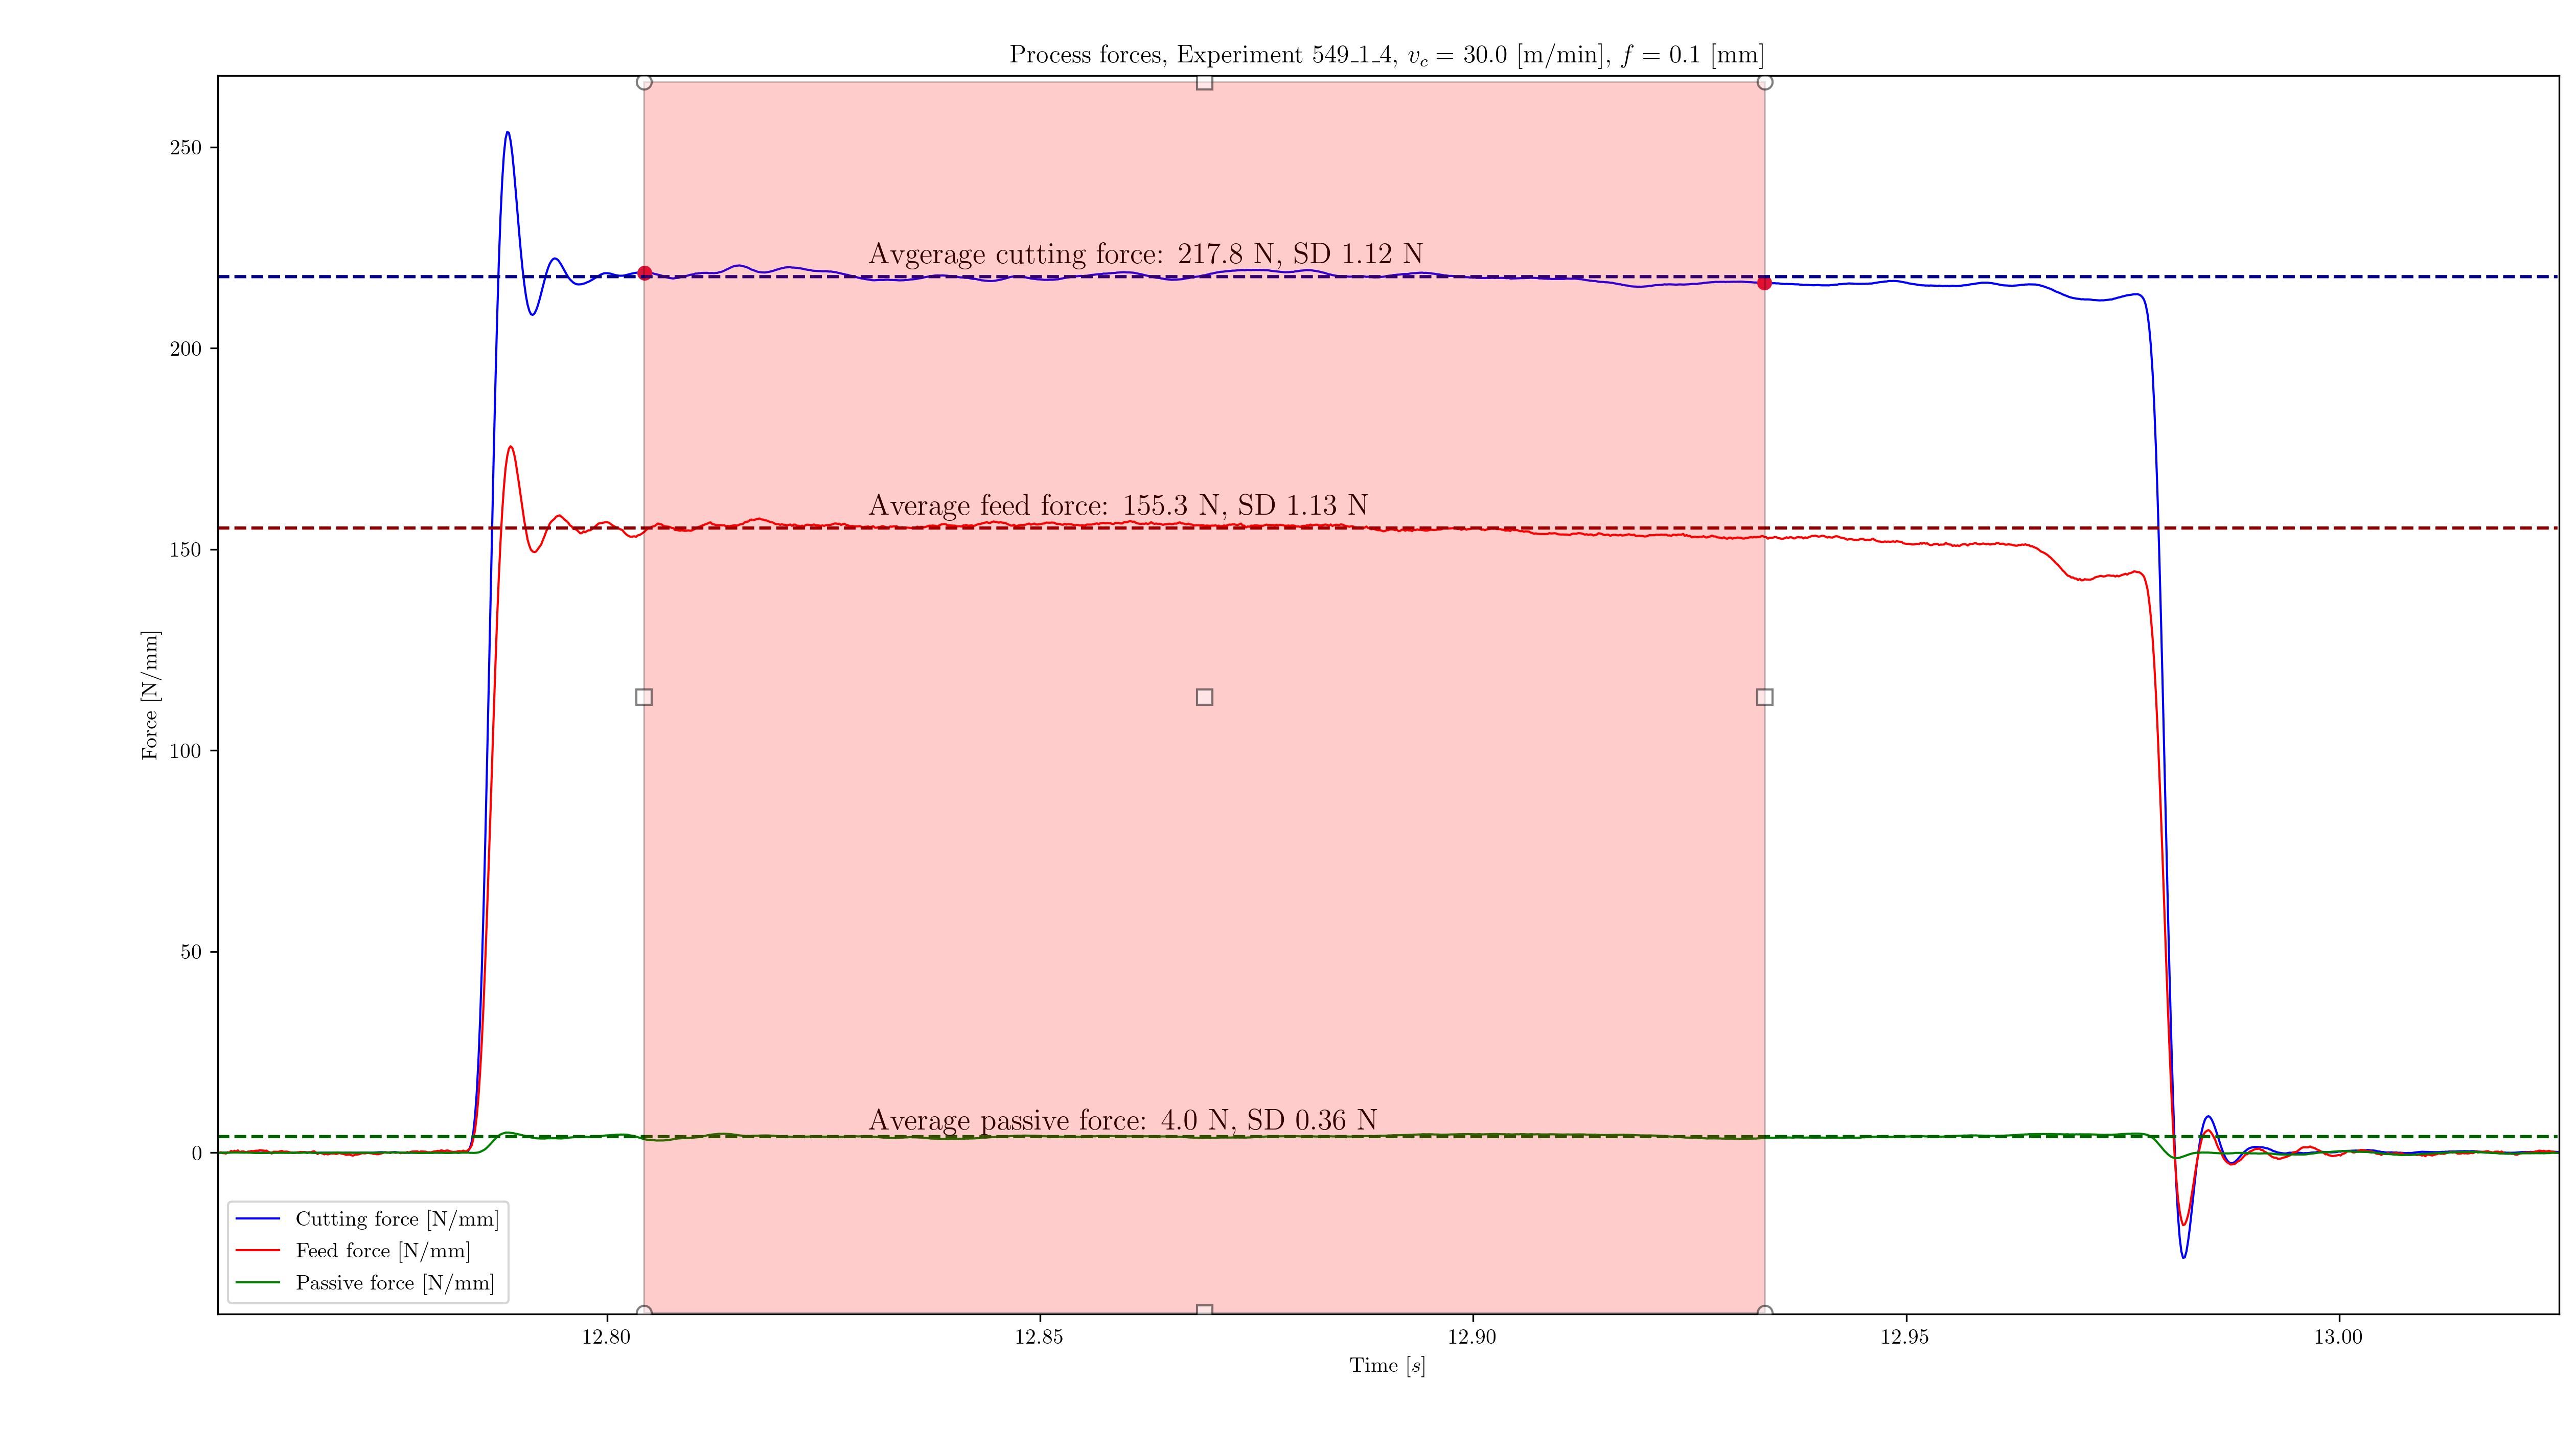 Process forces, Experiment 549_1_4, v_c = 30.0 [m/min], f = 0.1 [mm]
250
200
150
100
50
0
Force [N/mm]
Avgerage cutting force: 217.8 N, SD 1.12 N
Average feed force: 155.3 N, SD 1.13 N
Average passive force: 4.0 N, SD 0.36 N
Cutting force [N/mm]
Feed force [N/mm]
Passive force [N/mm]
12.80 12.85 12.90 12.95 13.00
Time [s]